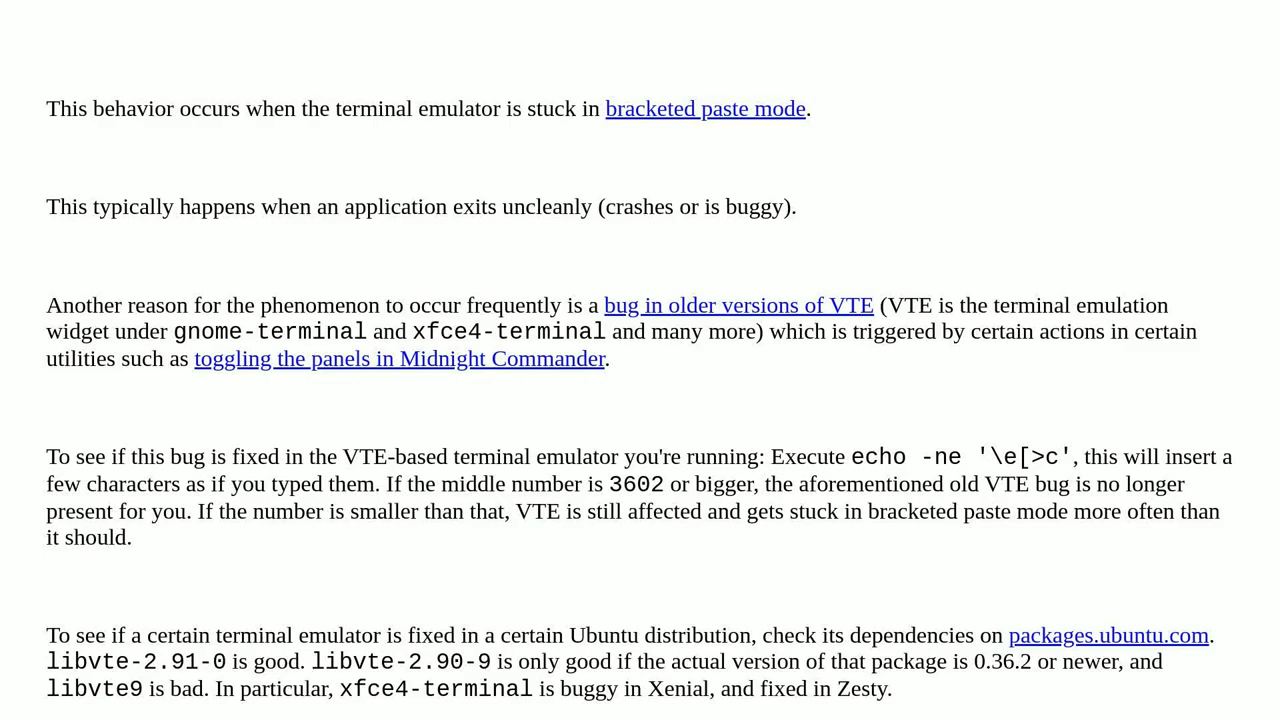 This behavior occurs when the terminal emulator is stuck in bracketed paste mode.
This typically happens when an application exits uncleanly (crashes or is buggy).
Another reason for the phenomenon to occur frequently is a bug in older versions of VTE (VTE is the terminal emulation
widget under gnome-terminal and xfce4-terminal and many more) which is triggered by certain actions in certain
utilities such as toggling the panels in Midnight Commander.
To see if this bug is fixed in the VTE-based terminal emulator you're running: Execute echo -ne '\e[>c', this will insert a
few characters as if you typed them. If the middle number is 3602 or bigger, the aforementioned old VTE bug is no longer
present for you. If the number is smaller than that, VTE is still affected and gets stuck in bracketed paste mode more often than
it should.
To see if a certain terminal emulator is fixed in a certain Ubuntu distribution, check its dependencies on packages.ubuntu.com.
libvte-2.91-0 is good. libvte-2.90-9 is only good if the actual version of that package is 0.36.2 or newer, and
libvte9 is bad. In particular, xfce4-terminal is buggy in Xenial, and fixed in Zesty.